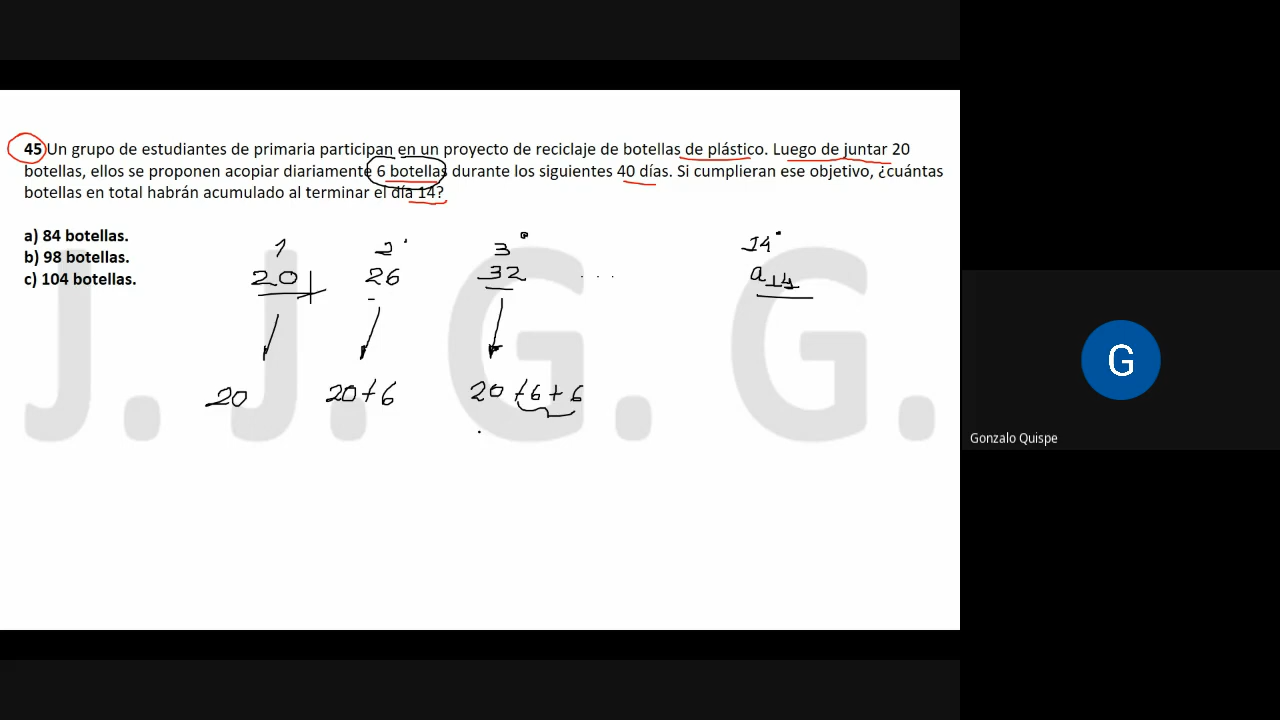 45 Un grupo de estudiantes de primaria participan en un proyecto de reciclaje de botellas de plástico. Luego de juntar 20
botellas, ellos se proponen acopiar diariamente 6 botellas durante los siguientes 40 días. Si cumplieran ese objetivo, ¿cuántas
botellas en total habrán acumulado al terminar el día 14?
a) 84 botellas.
b) 98 botellas.
c) 104 botellas.
1 2 3 14
20 26 32 ... a14
20 20+6 20+6+6
J. J. G. G.
G
Gonzalo Quispe